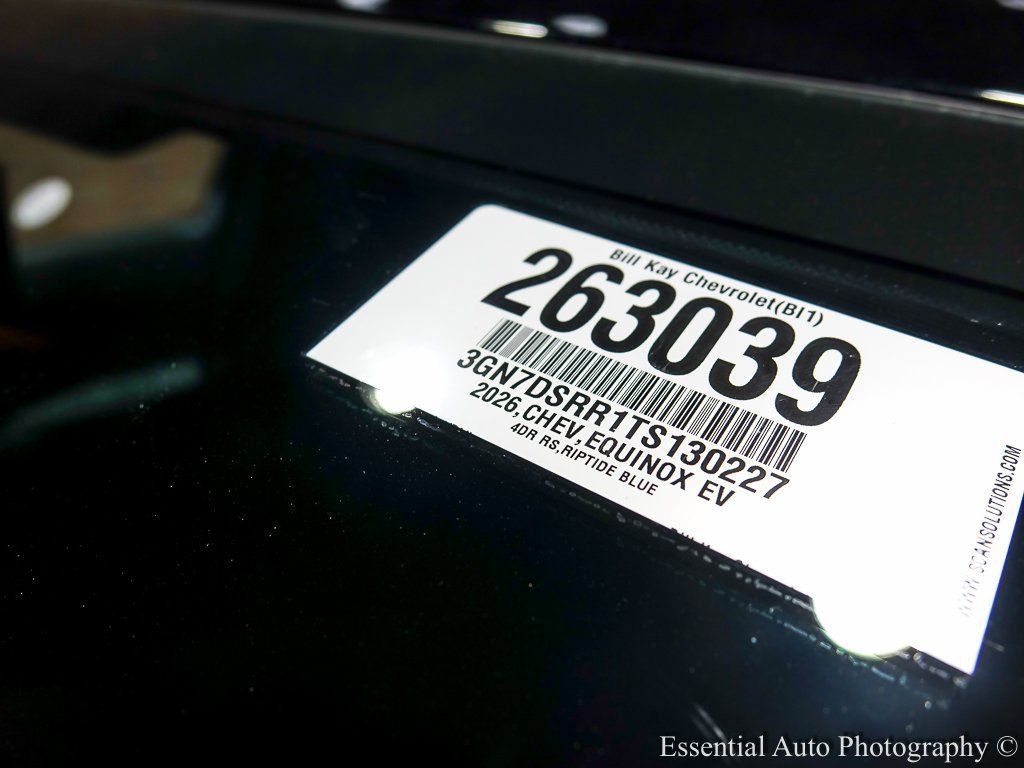 Bill Kay Chevrolet(BI1)
263039
3GN7DSRR1TS130227
2026,CHEV,EQUINOX EV
4DR RS,RIPTIDE BLUE
WWW.SCANSOLUTIONS.COM
Essential Auto Photography ©